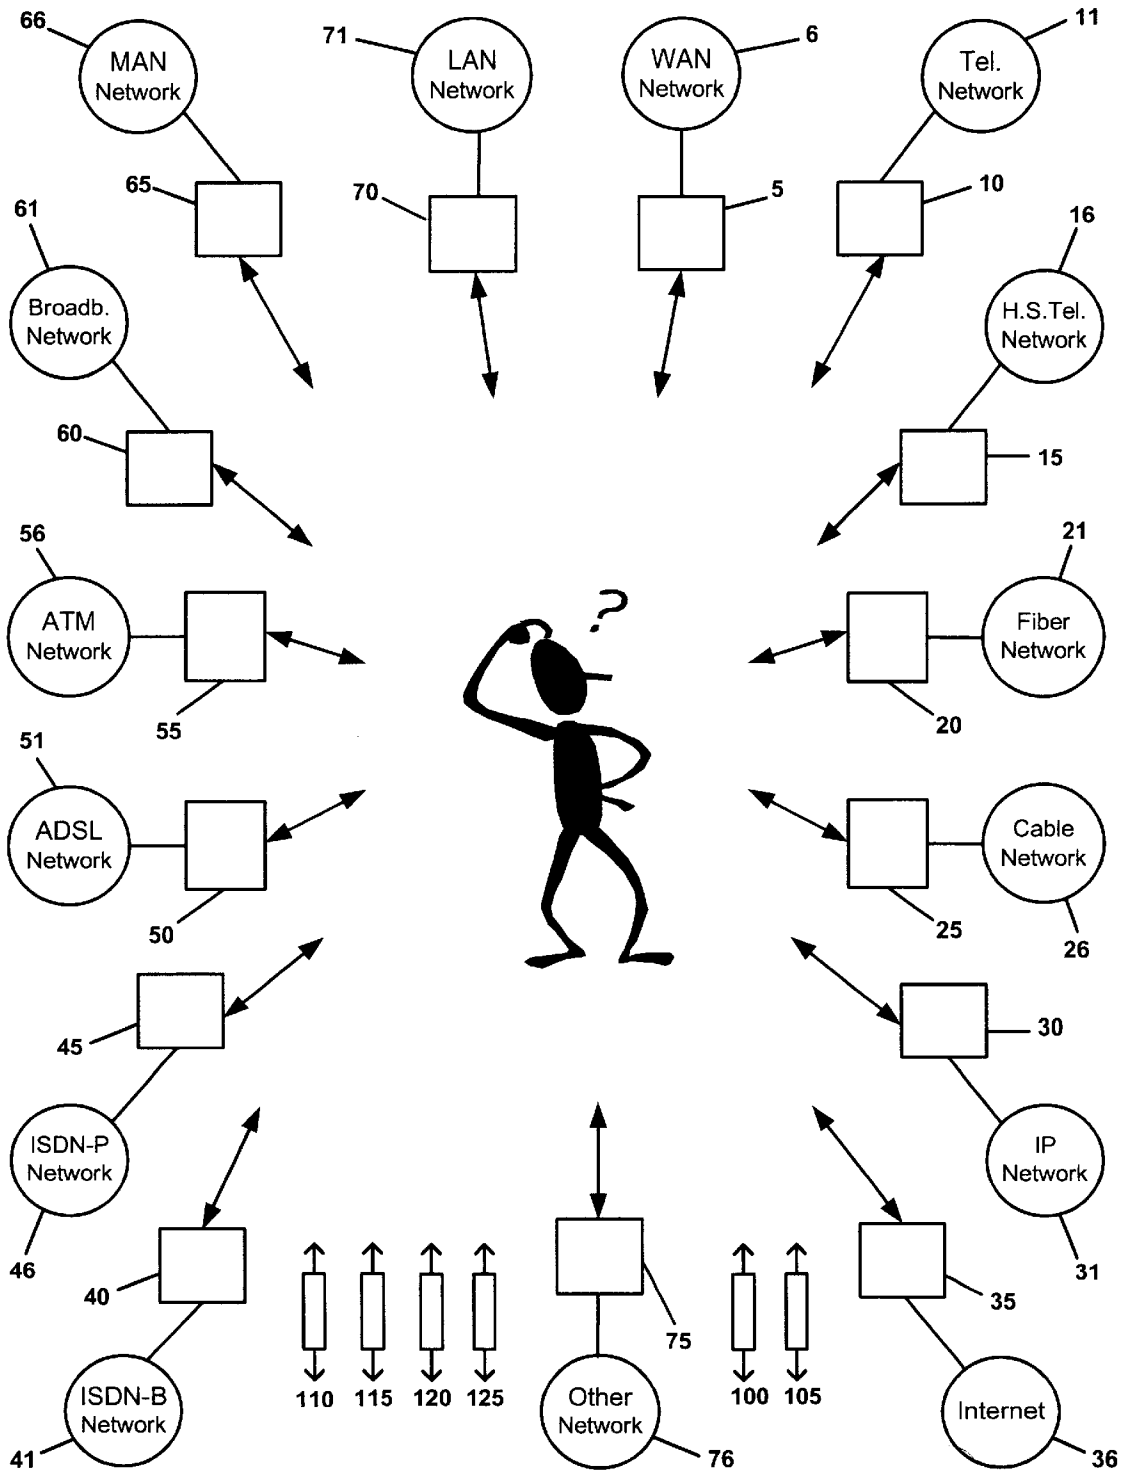 66
MAN
Network
71
LAN
Network
WAN
Network
6
Tel.
Network
11
65
70
5
10
61
Broadb.
Network
16
H.S.Tel.
Network
60
15
56
ATM
Network
55
?
21
Fiber
Network
20
51
ADSL
Network
50
Cable
Network
25
26
45
30
ISDN-P
Network
46
IP
Network
31
40
75
35
110 115 120 125
100 105
ISDN-B
Network
41
Other
Network
76
Internet
36